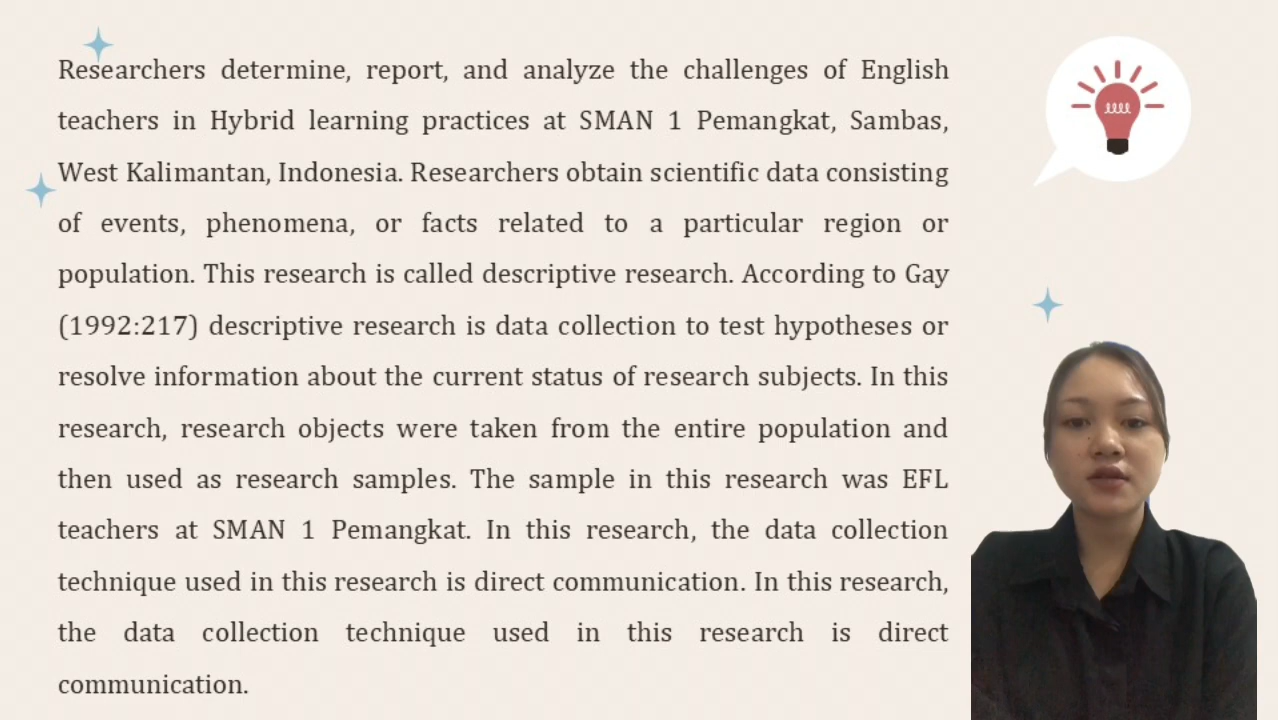 Researchers determine, report, and analyze the challenges of English
teachers in Hybrid learning practices at SMAN 1 Pemangkat, Sambas,
West Kalimantan, Indonesia. Researchers obtain scientific data consisting
of events, phenomena, or facts related to a particular region or
population. This research is called descriptive research. According to Gay
(1992:217) descriptive research is data collection to test hypotheses or
resolve information about the current status of research subjects. In this
research, research objects were taken from the entire population and
then used as research samples. The sample in this research was EFL
teachers at SMAN 1 Pemangkat. In this research, the data collection
technique used in this research is direct communication. In this research,
the data collection technique used in this research is direct
communication.